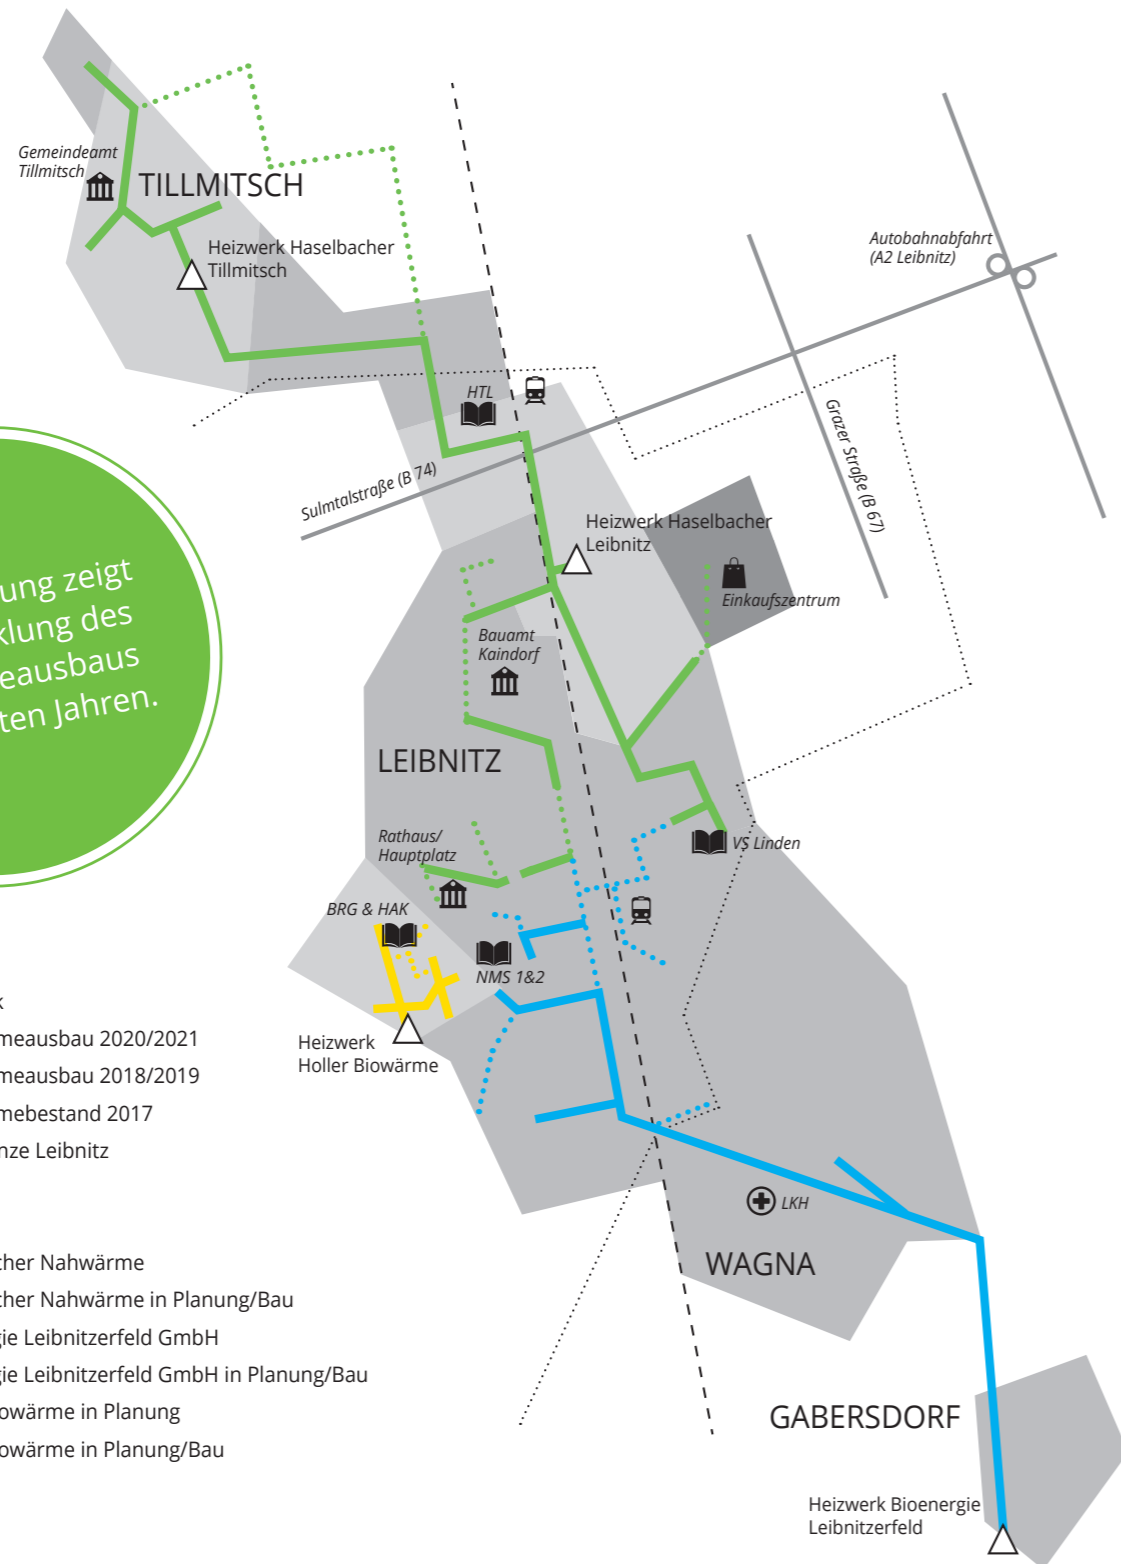 Gemeindeamt
Tillmitsch
TILLMITSCH
Heizwerk Haselbacher
Tillmitsch
Autobahnabfahrt
(A2 Leibnitz)
HTL
Grazer Straße (B 67)
Sulmtalstraße (B 74)
Heizwerk Haselbacher
Leibnitz
Einkaufszentrum
ung zeigt
klung des
eausbaus
ten Jahren.
Bauamt
Kaindorf
LEIBNITZ
Rathaus/
Hauptplatz
VS Linden
BRG & HAK
NMS 1&2
Heizwerk
Holler Biowärme
k
meausbau 2020/2021
meausbau 2018/2019
mebestand 2017
nze Leibnitz
LKH
WAGNA
cher Nahwärme
cher Nahwärme in Planung/Bau
gie Leibnitzerfeld GmbH
gie Leibnitzerfeld GmbH in Planung/Bau
owärme in Planung
owärme in Planung/Bau
GABERSDORF
Heizwerk Bioenergie
Leibnitzerfeld